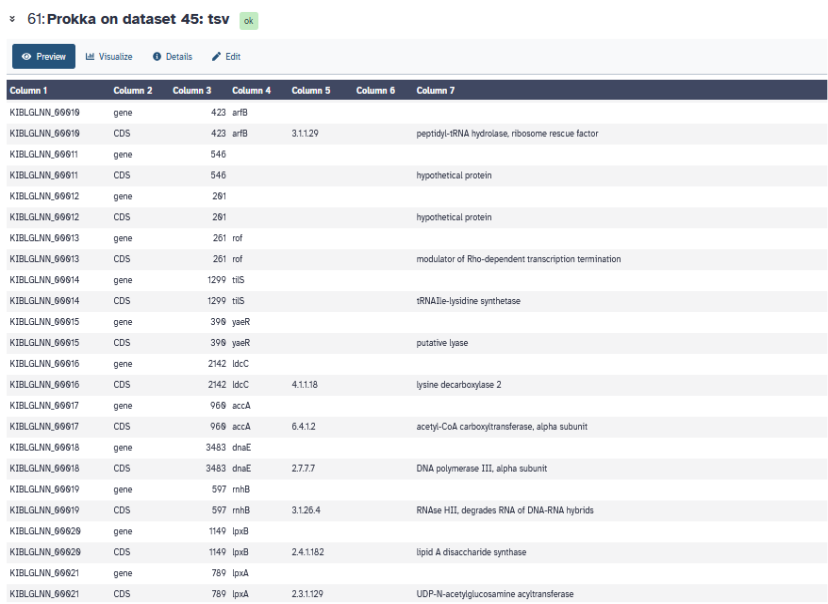 61: Prokka on dataset 45: tsv ok
Preview Visualize Details Edit
Column 1 Column 2 Column 3 Column 4 Column 5 Column 6 Column 7
KIBLGLNN_00010 gene 423 arfB
KIBLGLNN_00010 CDS 423 arfB 3.1.1.29 peptidyl-tRNA hydrolase, ribosome rescue factor
KIBLGLNN_00011 gene 546
KIBLGLNN_00011 CDS 546 hypothetical protein
KIBLGLNN_00012 gene 201
KIBLGLNN_00012 CDS 201 hypothetical protein
KIBLGLNN_00013 gene 261 rof
KIBLGLNN_00013 CDS 261 rof modulator of Rho-dependent transcription termination
KIBLGLNN_00014 gene 1299 tilS
KIBLGLNN_00014 CDS 1299 tilS tRNAIle-lysidine synthetase
KIBLGLNN_00015 gene 390 yaeR
KIBLGLNN_00015 CDS 390 yaeR putative lyase
KIBLGLNN_00016 gene 2142 ldcC
KIBLGLNN_00016 CDS 2142 ldcC 4.1.1.18 lysine decarboxylase 2
KIBLGLNN_00017 gene 960 accA
KIBLGLNN_00017 CDS 960 accA 6.4.1.2 acetyl-CoA carboxyltransferase, alpha subunit
KIBLGLNN_00018 gene 3483 dnaE
KIBLGLNN_00018 CDS 3483 dnaE 2.7.7.7 DNA polymerase III, alpha subunit
KIBLGLNN_00019 gene 597 rnhB
KIBLGLNN_00019 CDS 597 rnhB 3.1.26.4 RNAse HII, degrades RNA of DNA-RNA hybrids
KIBLGLNN_00020 gene 1149 lpxB
KIBLGLNN_00020 CDS 1149 lpxB 2.4.1.182 lipid A disaccharide synthase
KIBLGLNN_00021 gene 789 lpxA
KIBLGLNN_00021 CDS 789 lpxA 2.3.1.129 UDP-N-acetylglucosamine acyltransferase